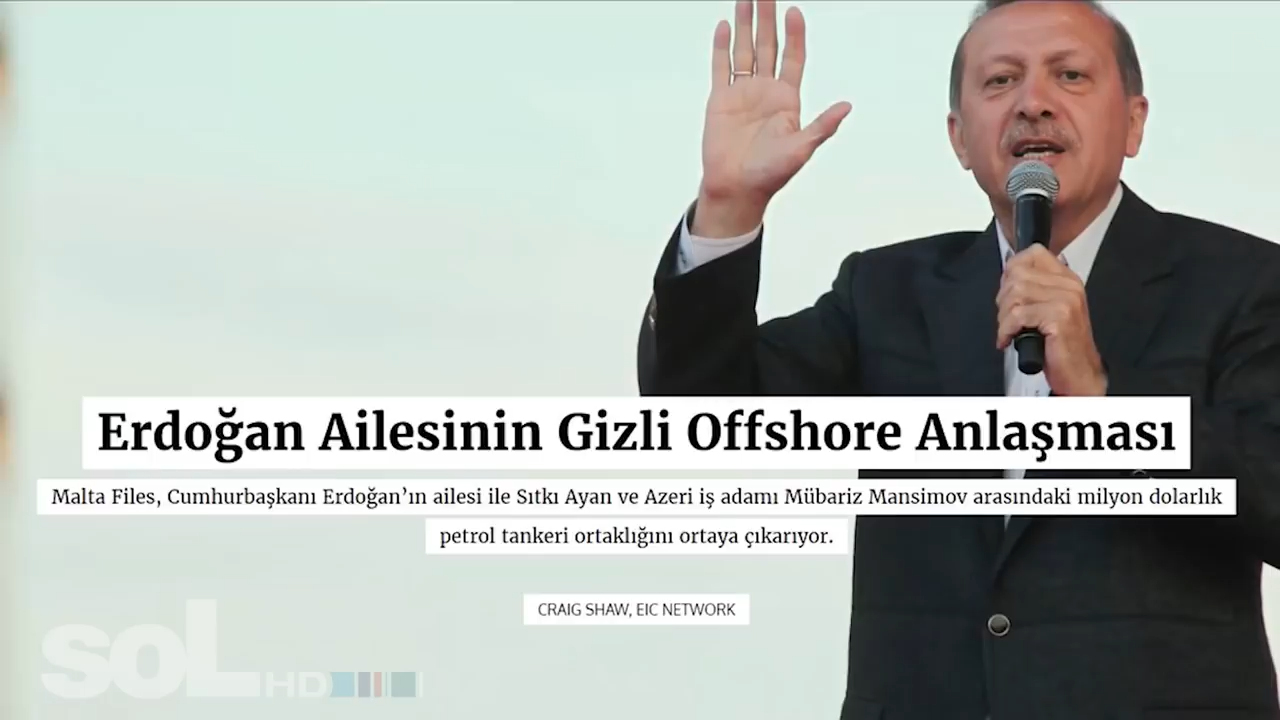 Erdoğan Ailesinin Gizli Offshore Anlaşması
Malta Files, Cumhurbaşkanı Erdoğan’ın ailesi ile Sıtkı Ayan ve Azeri iş adamı Mübariz Mansimov arasındaki milyon dolarlık
petrol tankeri ortaklığını ortaya çıkarıyor.
CRAIG SHAW, EIC NETWORK
soL HD